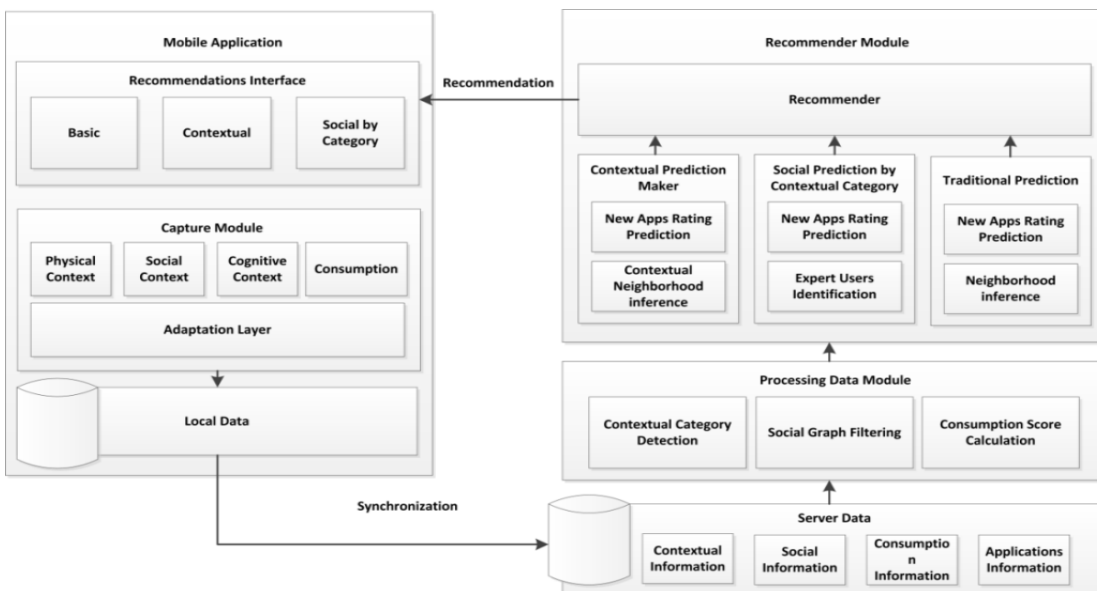 Mobile Application
Recommendations Interface
Basic
Contextual
Social by
Category
Capture Module
Physical
Context
Social
Context
Cognitive
Context
Consumption
Adaptation Layer
Local Data
Recommendation
Synchronization
Recommender Module
Recommender
Contextual Prediction
Maker
New Apps Rating
Prediction
Contextual
Neighborhood
inference
Social Prediction by
Contextual Category
New Apps Rating
Prediction
Expert Users
Identification
Traditional Prediction
New Apps Rating
Prediction
Neighborhood
inference
Processing Data Module
Contextual Category
Detection
Social Graph Filtering
Consumption Score
Calculation
Server Data
Contextual
Information
Social
Information
Consumptio
n
Information
Applications
Information